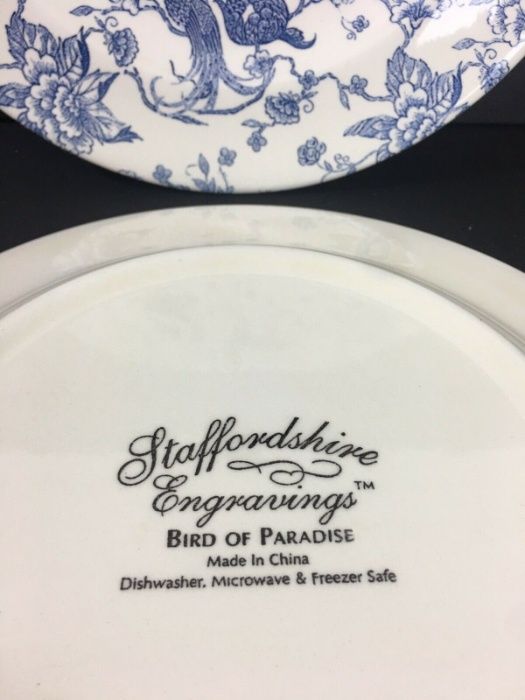 Staffordshire
Engravings™
BIRD OF PARADISE
Made In China
Dishwasher. Microwave & Freezer Safe